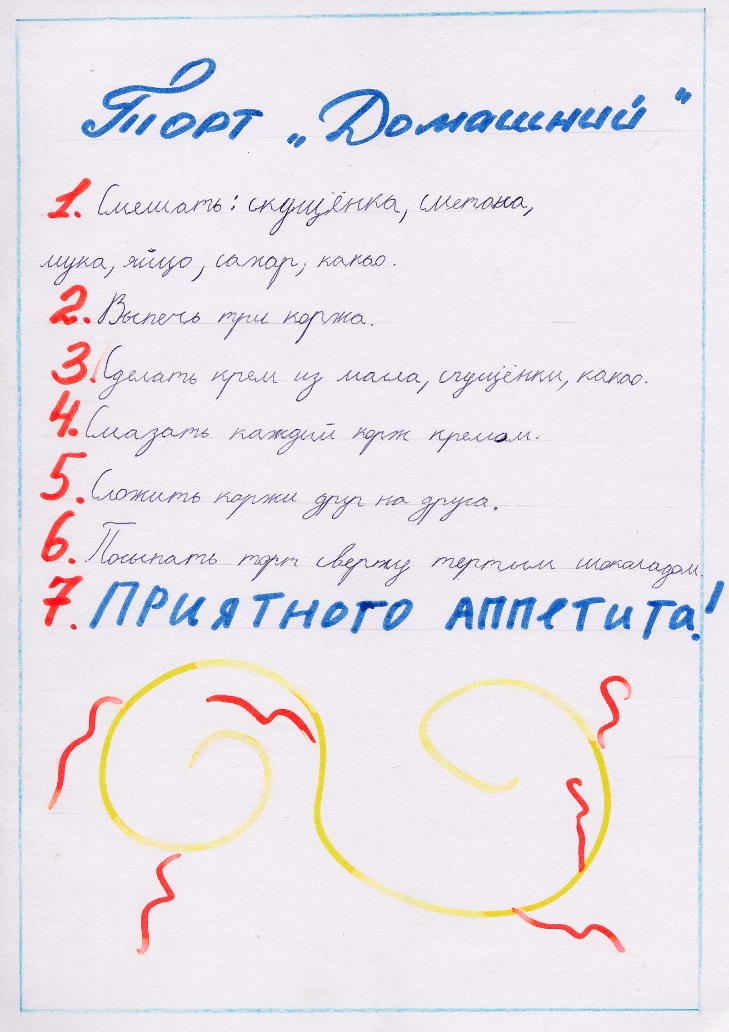 Торт „Домашний"
1. Смешать: скущёнка, сметана,
мука, яйцо, сахар, какао.
2. Выпечь три коржа.
3. Сделать крем из масла, сгущёнки, какао.
4. Смазать каждий корж кремом.
5. Сложить коржи друг на друга.
6. Посыпать торт сверху тертым шоколадом.
7. Приятного аппетита!